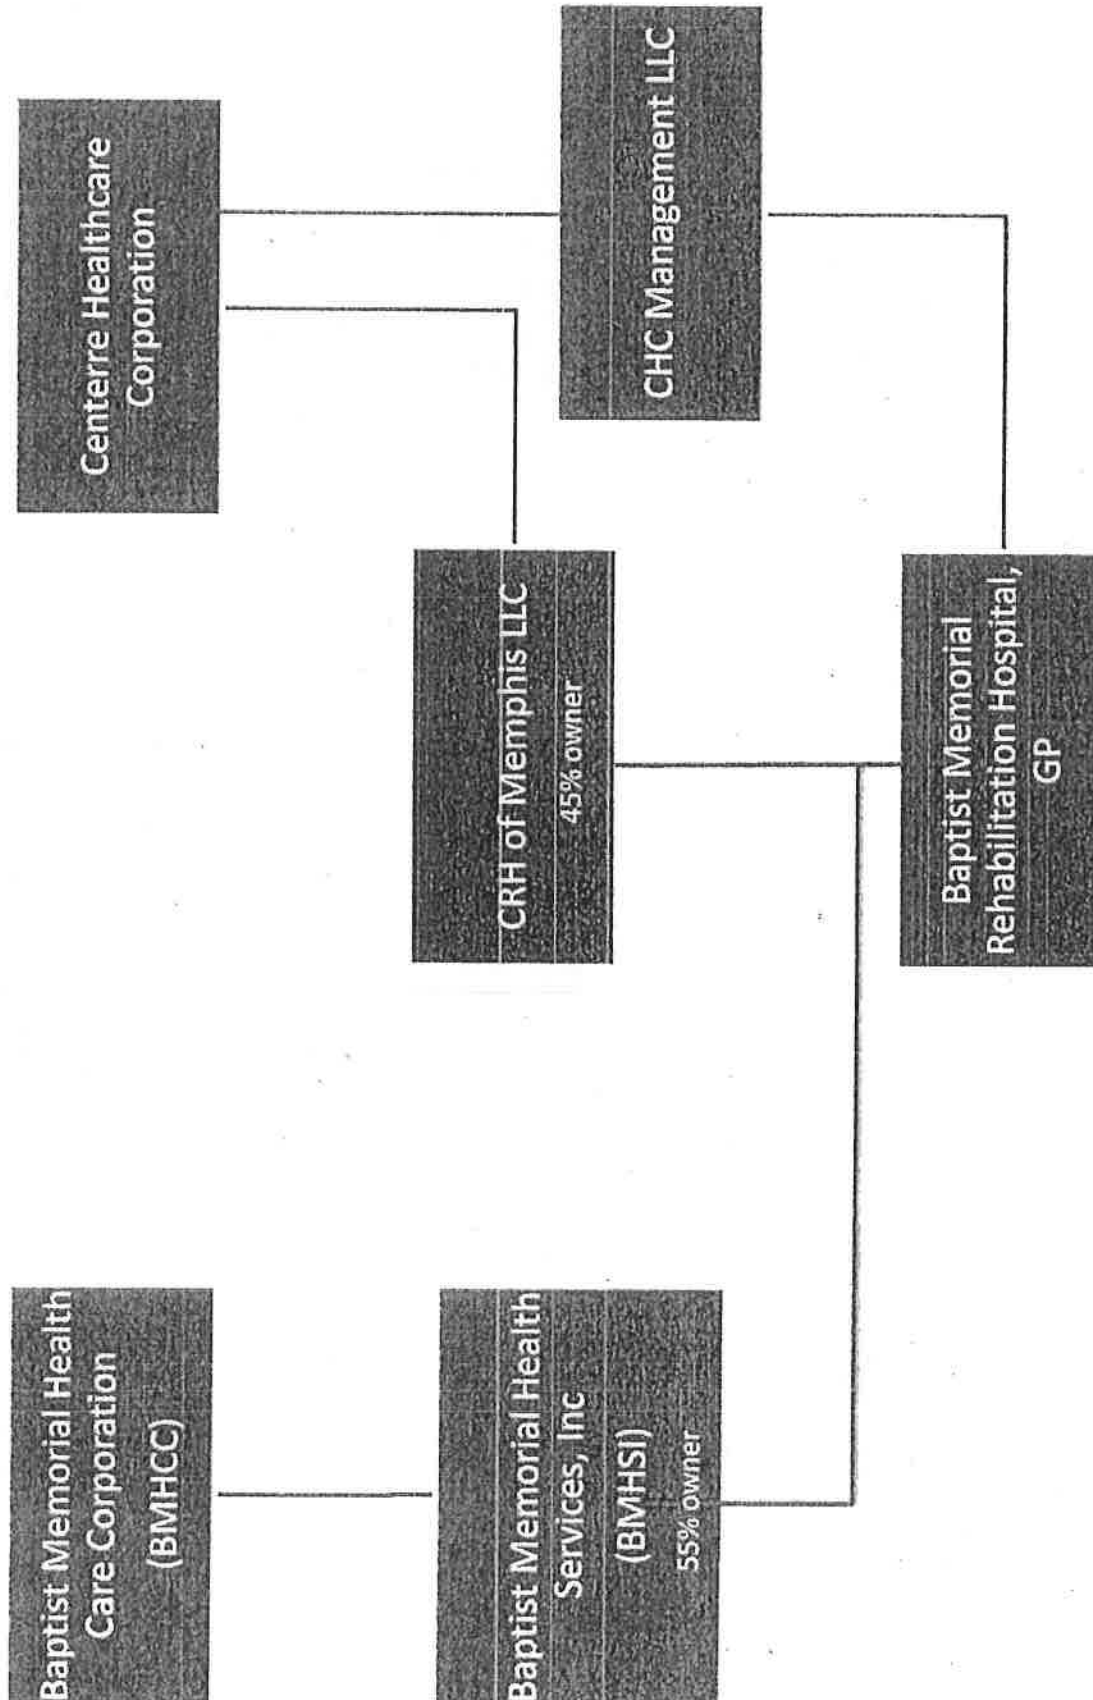 Baptist Memorial Health
Care Corporation
(BMHCC)
Centerre Healthcare
Corporation
Baptist Memorial Health
Services, Inc
(BMHSI)
55% owner
CRH of Memphis LLC
45% owner
CHC Management LLC
Baptist Memorial
Rehabilitation Hospital,
GP